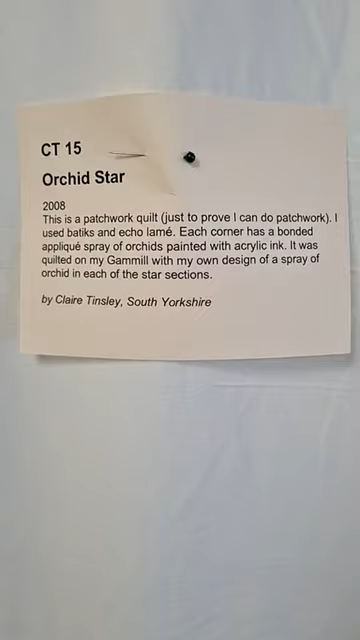 CT 15
Orchid Star
2008
This is a patchwork quilt (just to prove I can do patchwork). I
used batiks and echo lamé. Each corner has a bonded
appliqué spray of orchids painted with acrylic ink. It was
quilted on my Gammill with my own design of a spray of
orchid in each of the star sections.
by Claire Tinsley, South Yorkshire